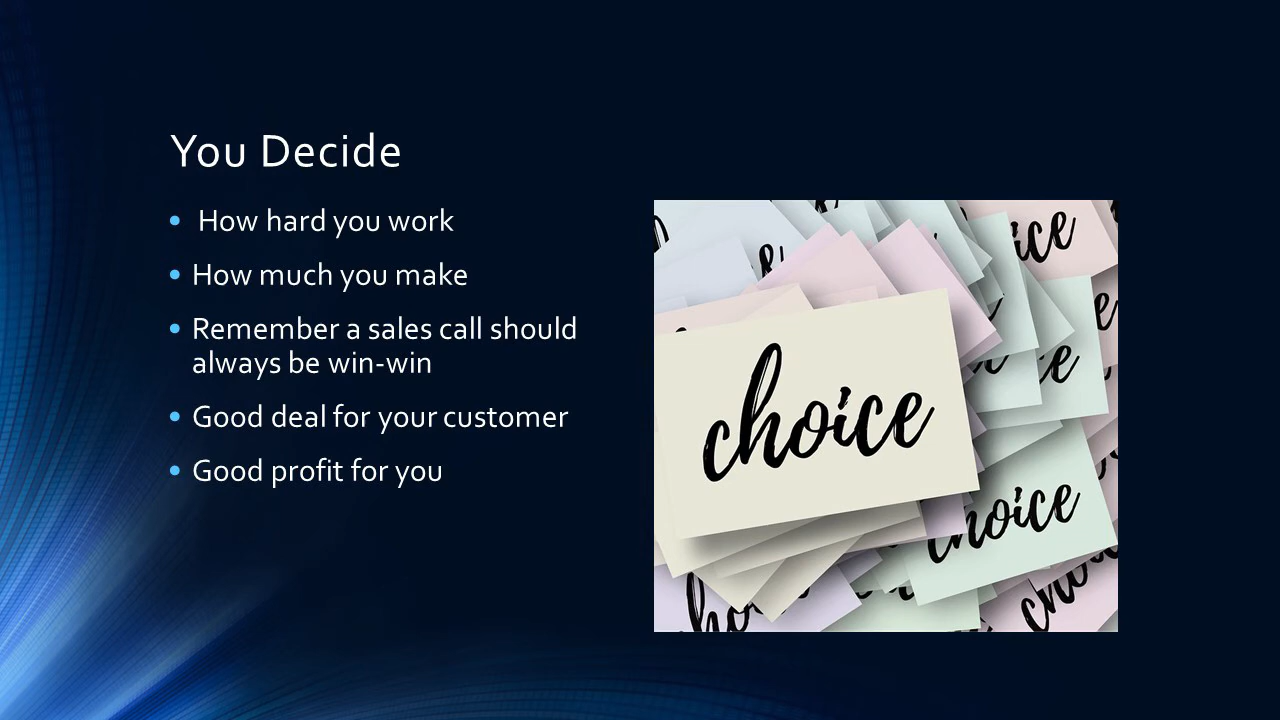 You Decide
• How hard you work
• How much you make
• Remember a sales call should
always be win-win
• Good deal for your customer
• Good profit for you
ice
choice
choice